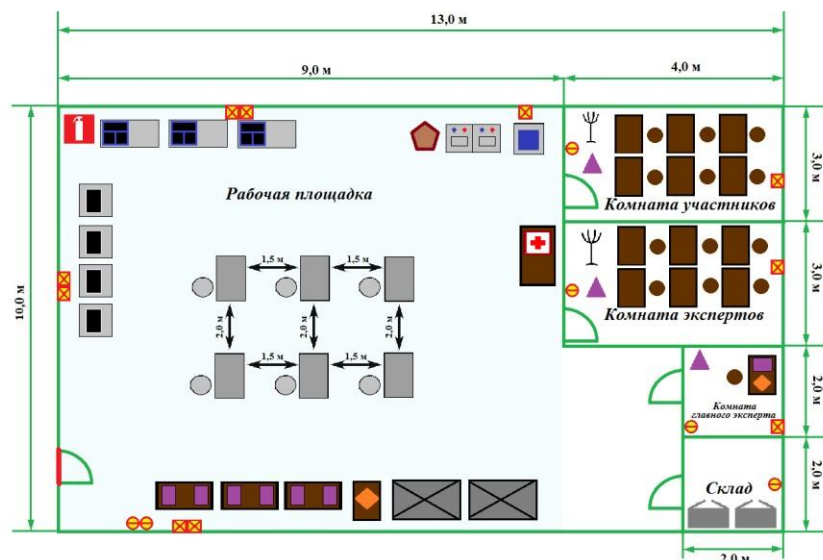 13,0 м
9,0 м
4,0 м
Рабочая площадка
Комната участников
3,0 м
10,0 м
1,5 м
1,5 м
2,0 м
2,0 м
2,0 м
1,5 м
1,5 м
Комната экспертов
3,0 м
Комната
главного эксперта
2,0 м
Склад
2,0 м
2,0 м